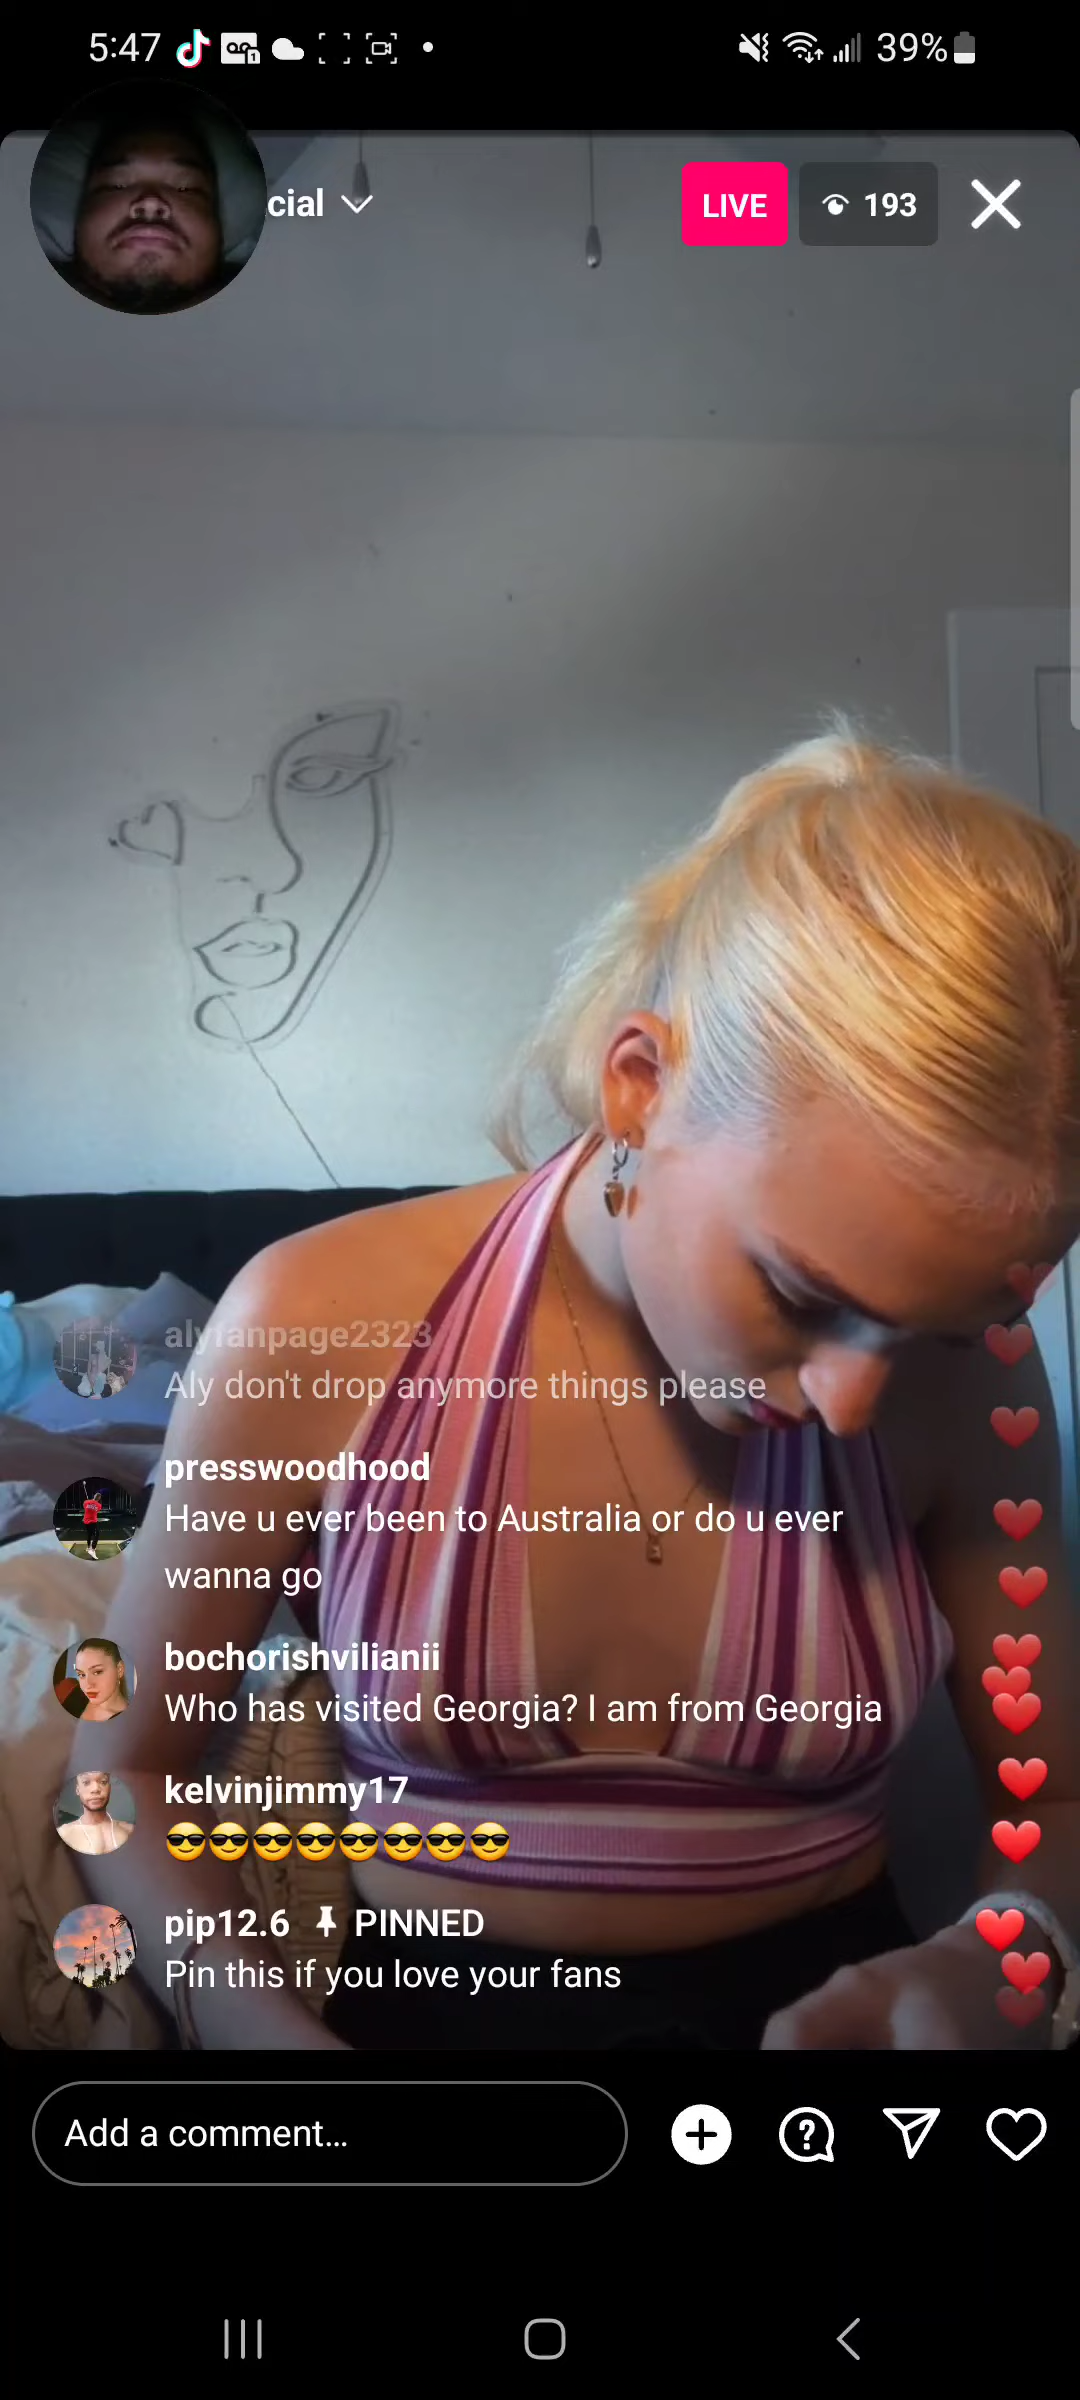 5:47
39%
cial
LIVE
193
alyfanpage2323
Aly don't drop anymore things please
presswoodhood
Have u ever been to Australia or do u ever
wanna go
bochorishvilianii
Who has visited Georgia? I am from Georgia
kelvinjimmy17
😎😎😎😎😎😎😎😎
pip12.6 PINNED
Pin this if you love your fans
Add a comment...